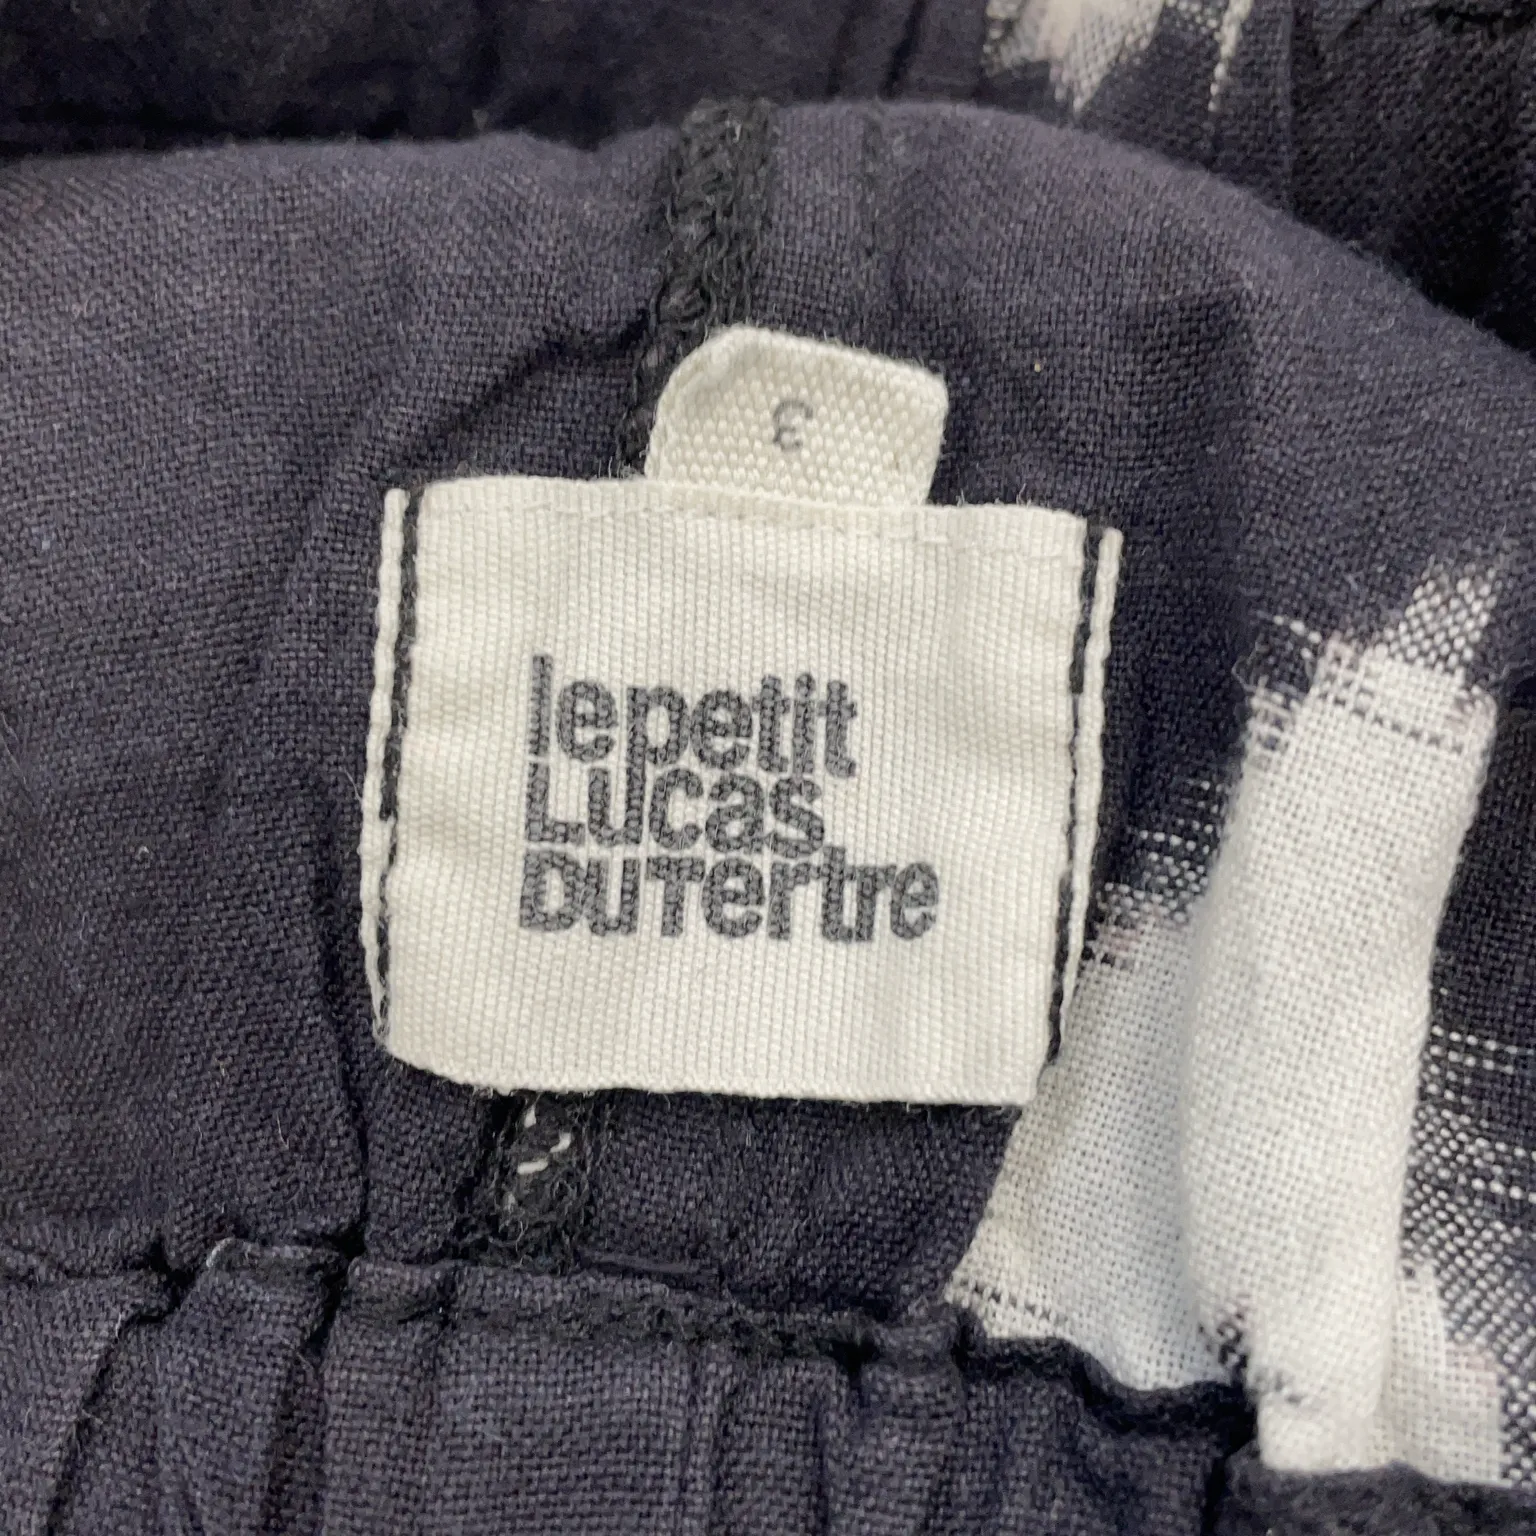 3
lepetit
Lucas
DUTertre